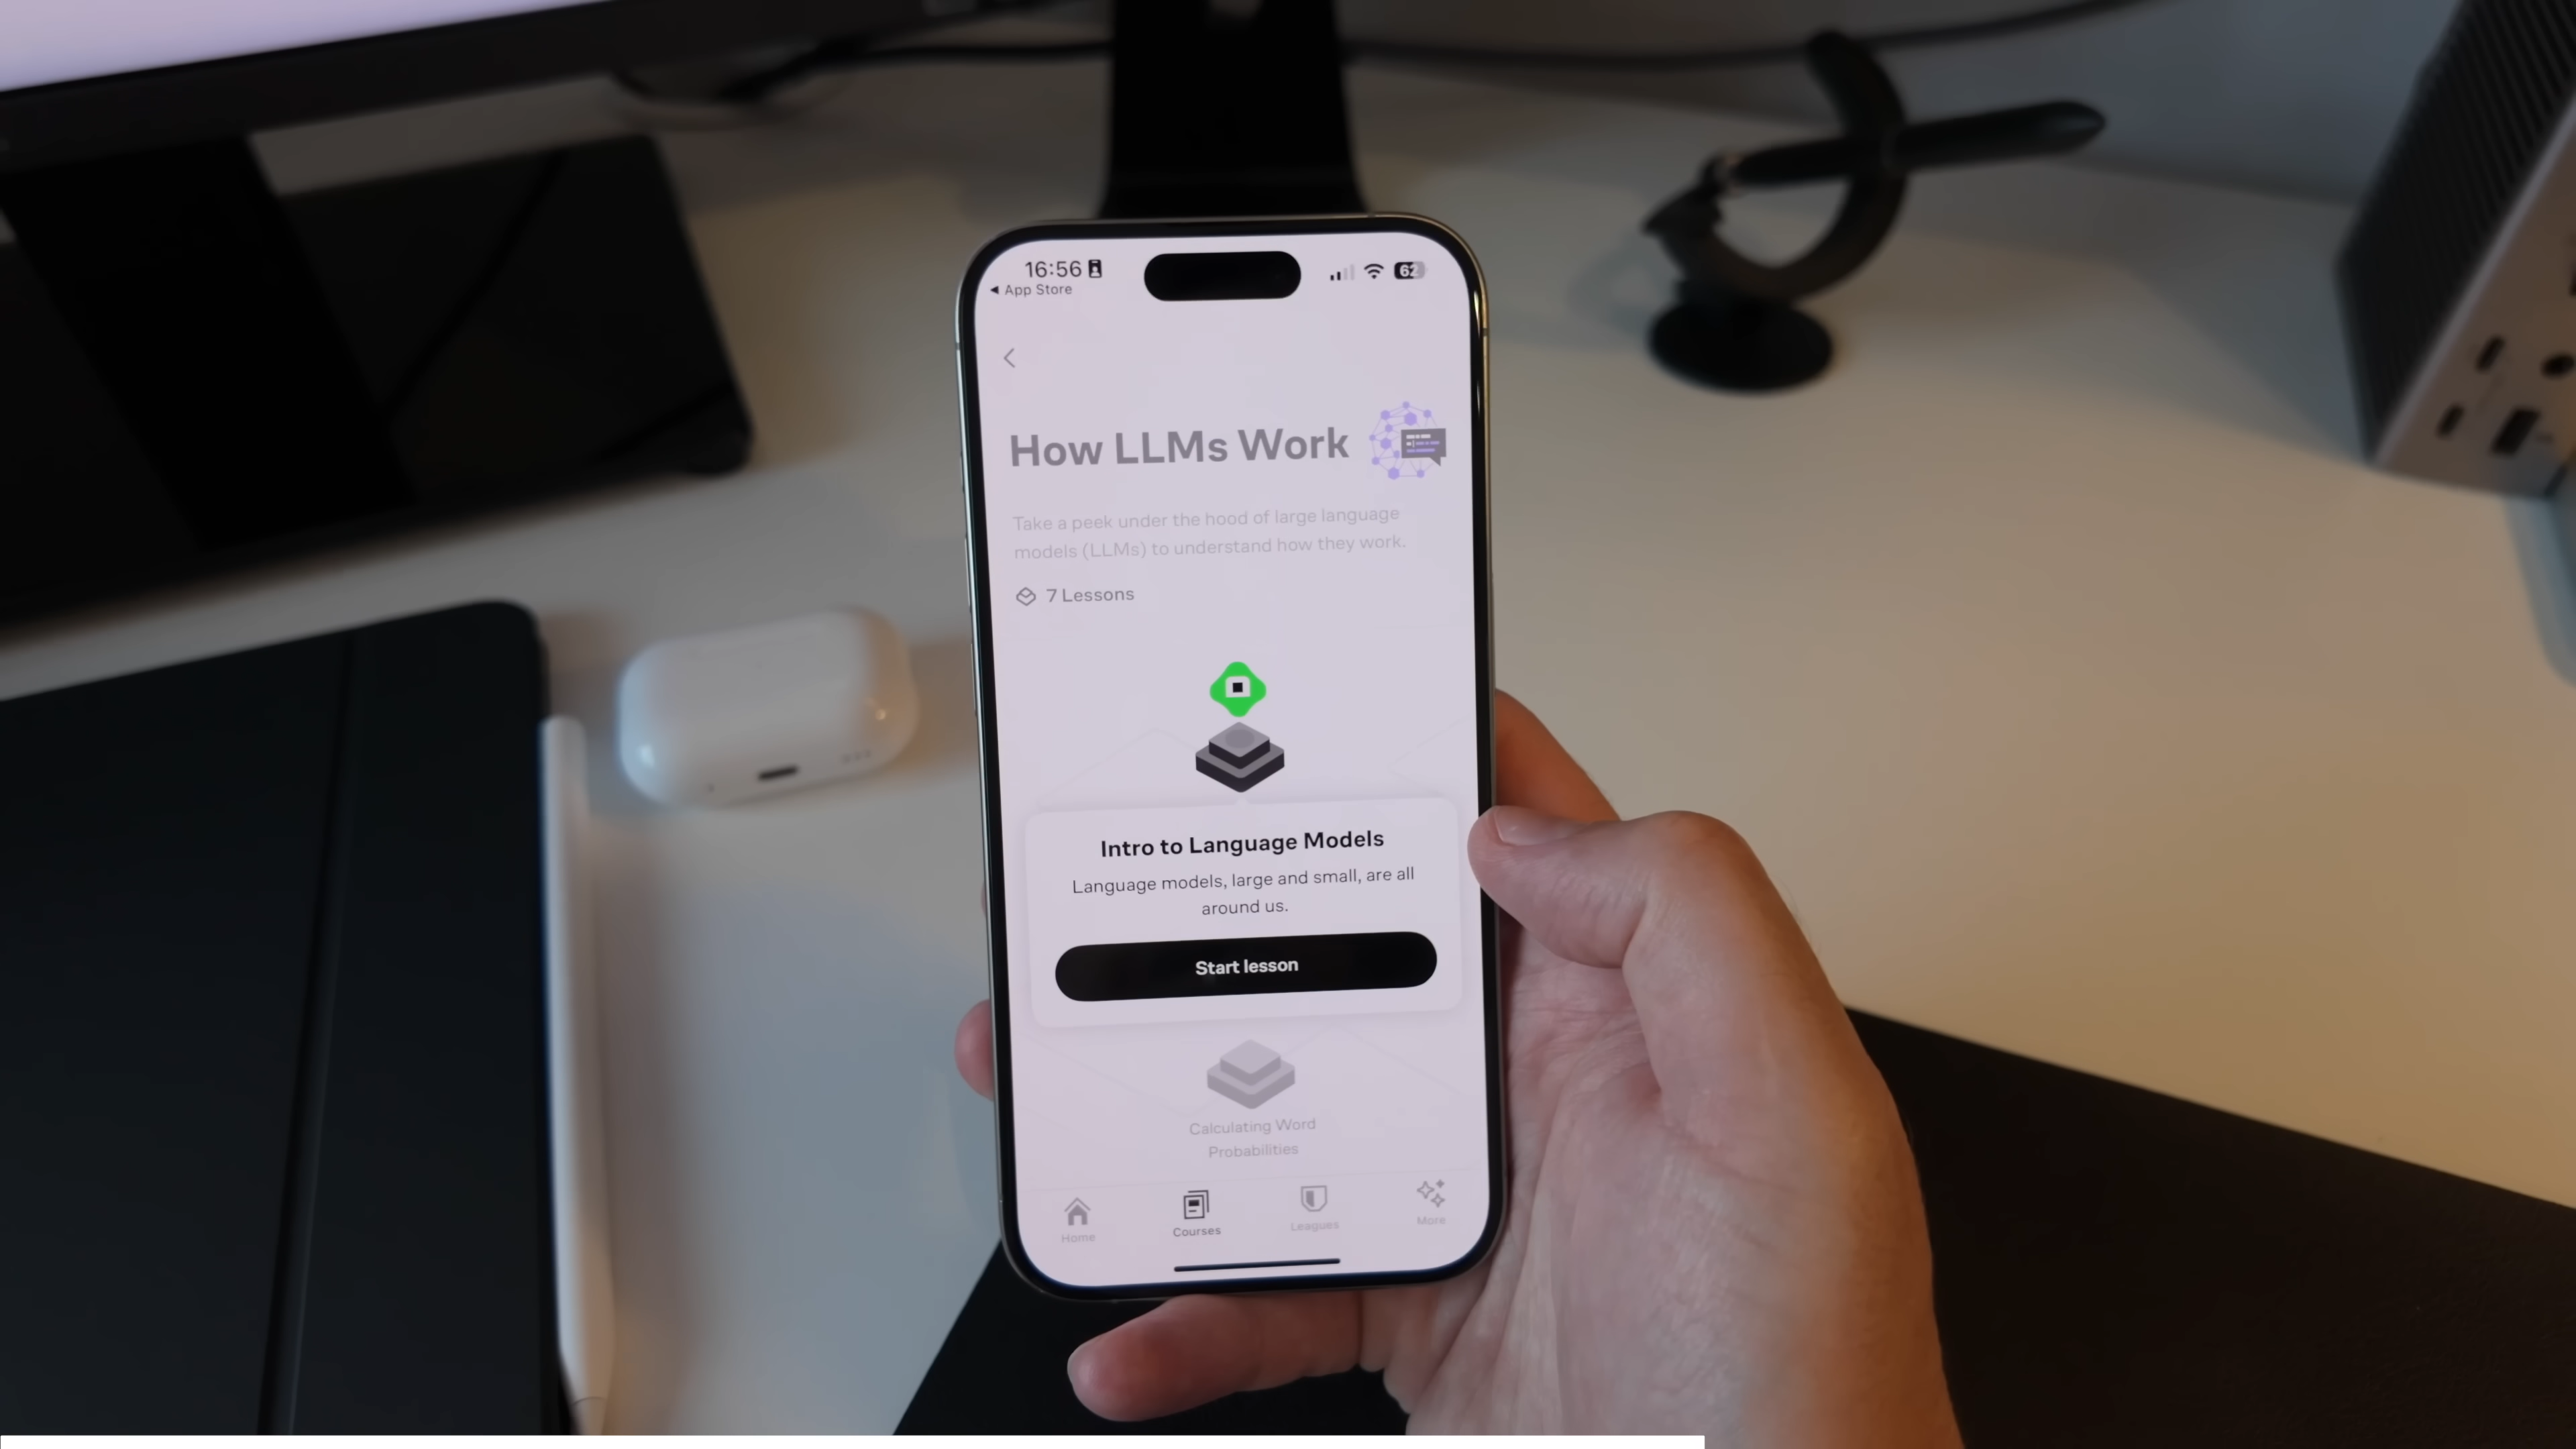 16:56
62
App Store
How LLMs Work
Take a peek under the hood of large language
models (LLMs) to understand how they work.
7 Lessons
Intro to Language Models
Language models, large and small, are all
around us.
Start lesson
Calculating Word
Probabilities
Home
Courses
Leagues
More